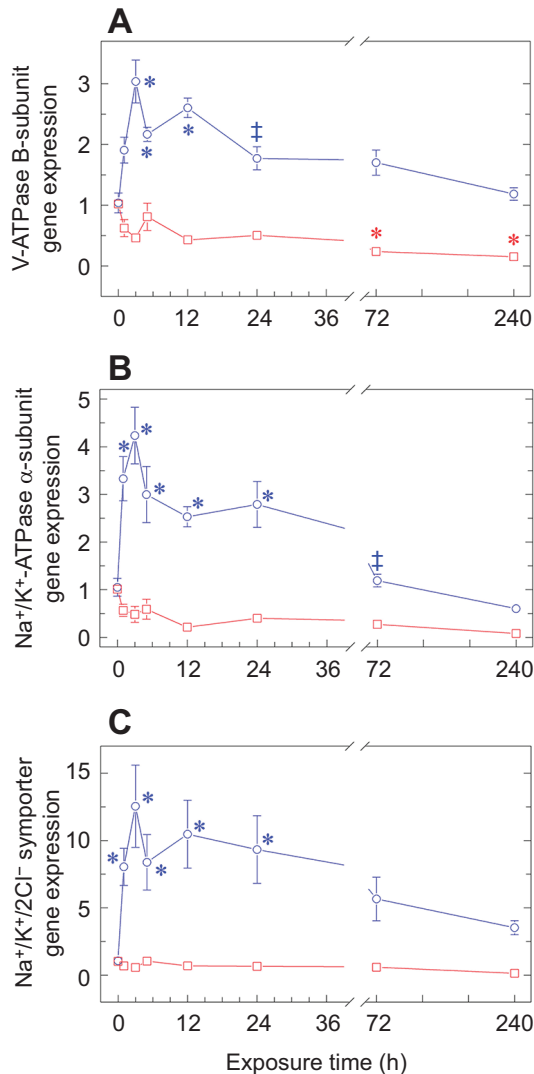 A
V-ATPase B-subunit
gene expression
3
2
1
0
*
*
*
‡
*
*
0 12 24 36 72 240
B
Na⁺/K⁺-ATPase α-subunit
gene expression
5
4
3
2
1
0
*
*
*
*
*
‡
0 12 24 36 72 240
C
Na⁺/K⁺/2Cl⁻ symporter
gene expression
15
10
5
0
*
*
*
*
*
0 12 24 36 72 240
Exposure time (h)